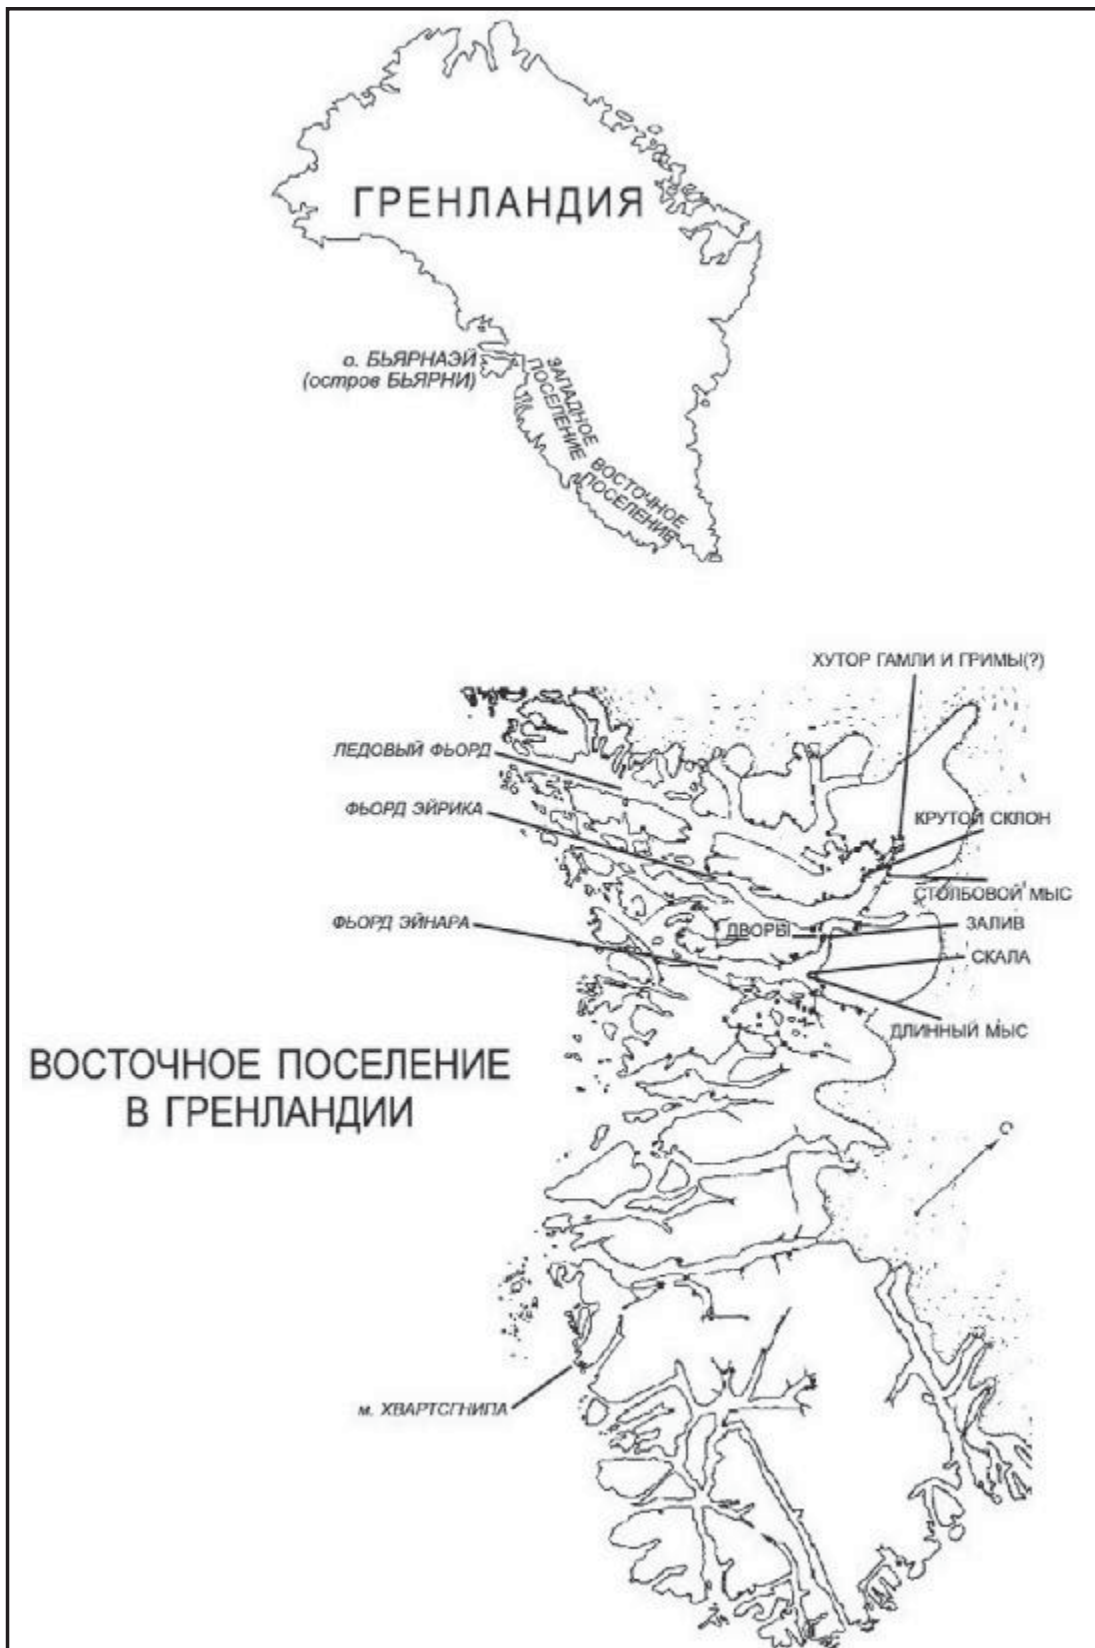 ГРЕНЛАНДИЯ
о. БЬЯРНАЭЙ
(остров БЬЯРНИ)
ЗАПАДНОЕ
ПОСЕЛЕНИЕ
ВОСТОЧНОЕ
ПОСЕЛЕНИЕ
ХУТОР ГАМЛИ И ГРИМЫ(?)
ЛЕДОВЫЙ ФЬОРД
ФЬОРД ЭЙРИКА
КРУТОЙ СКЛОН
СТОЛБОВОЙ МЫС
ФЬОРД ЭЙНАРА
ДВОРЫ
ЗАЛИВ
СКАЛА
ДЛИННЫЙ МЫС
ВОСТОЧНОЕ ПОСЕЛЕНИЕ
В ГРЕНЛАНДИИ
С
м. ХВАРТСГНИПА